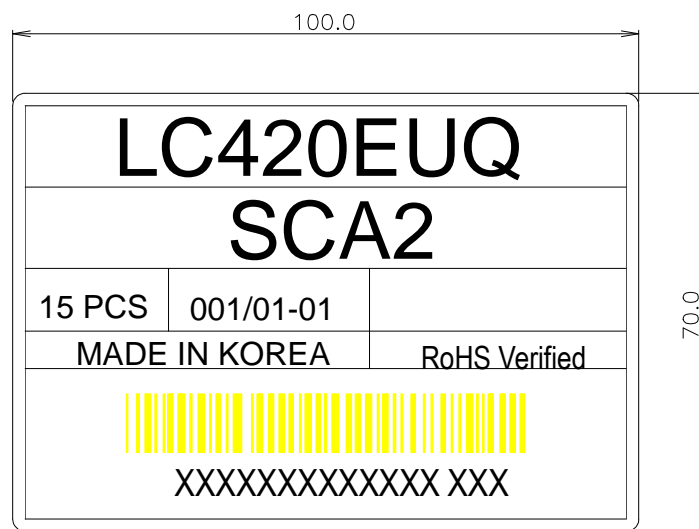 100.0
LC420EUQ
SCA2
70.0
15 PCS 001/01-01
MADE IN KOREA RoHS Verified
XXXXXXXXXXXXX XXX